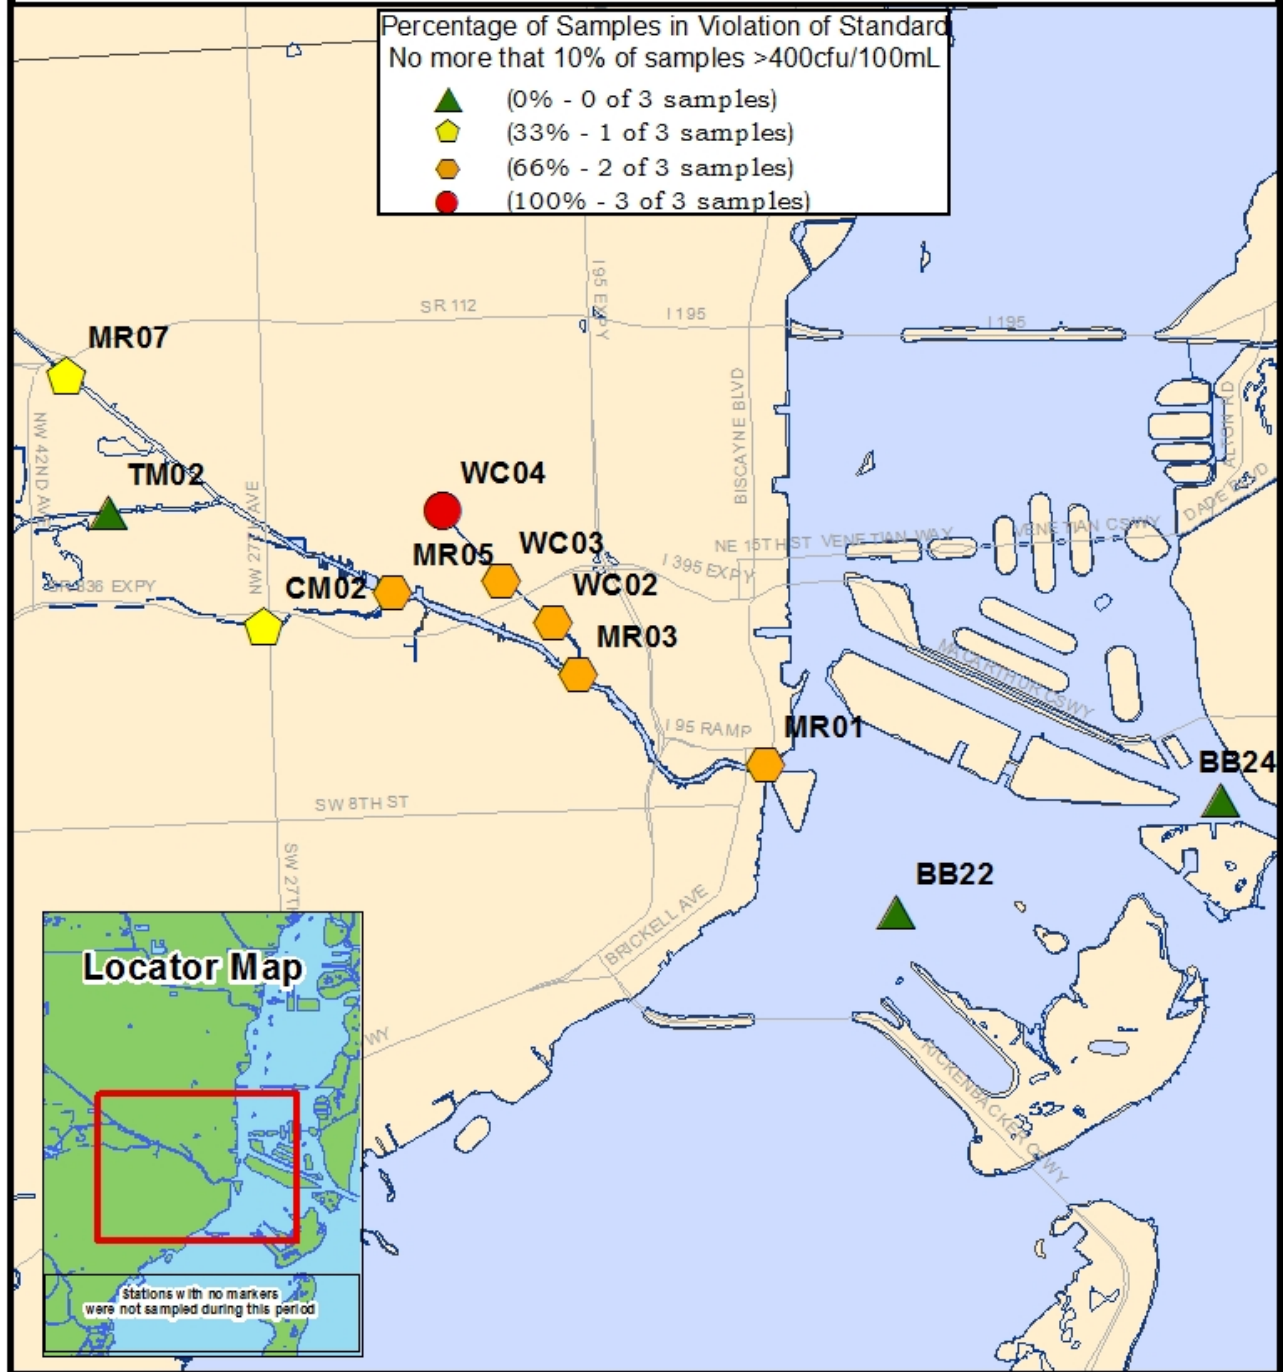 Percentage of Samples in Violation of Standard
No more that 10% of samples >400cfu/100mL
(0% - 0 of 3 samples)
(33% - 1 of 3 samples)
(66% - 2 of 3 samples)
(100% - 3 of 3 samples)
I95 EXPY
SR 112
I 195
I 195
MR07
BISCAYNE BLVD
ALTON RD
NW 42ND AVE
TM02
WC04
NW 27TH AVE
DADE BLVD
MR05
WC03
NE 15TH ST
VENETIAN WAY
VENETIAN CSWY
I 395 EXPY
SR 836 EXPY
CM02
WC02
MR03
MACARTHUR CSWY
I 95 RAMP
MR01
BB24
SW 8TH ST
SW 27TH
BB22
BRICKELL AVE
Locator Map
WY
RICKENBACKER CSWY
Stations with no markers
were not sampled during this period